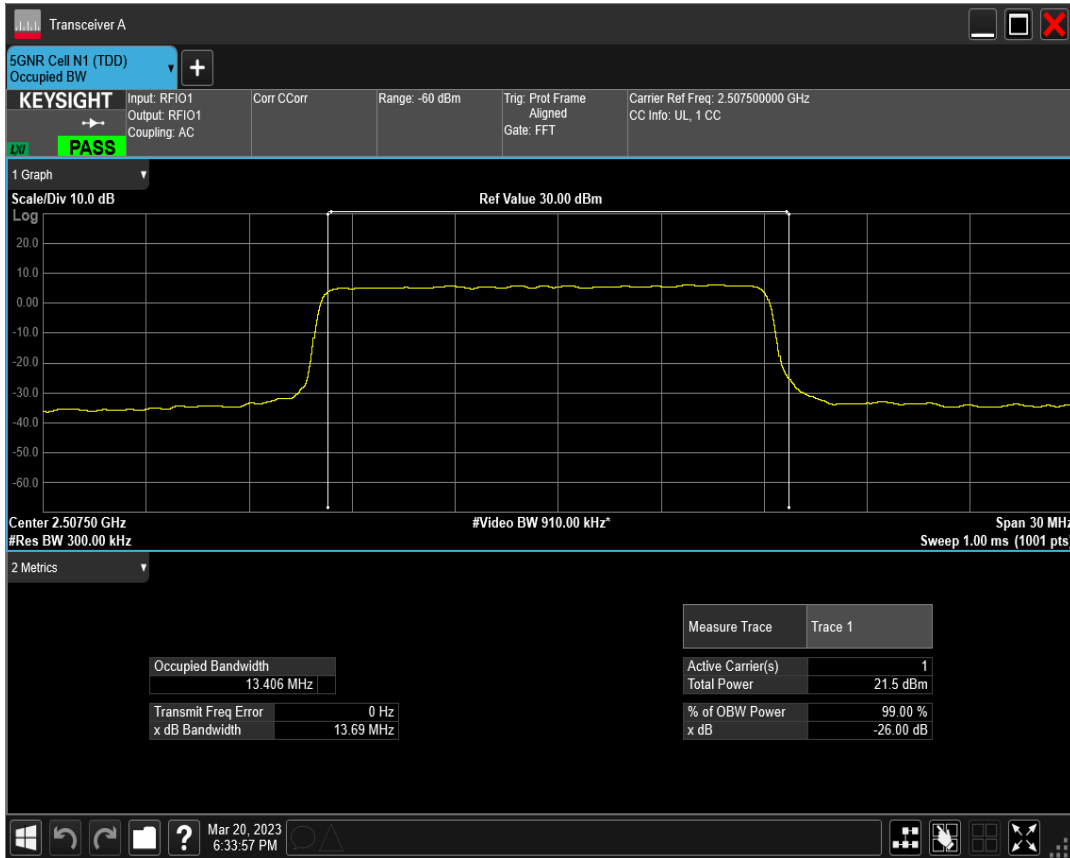 Transceiver A
5GNR Cell N1 (TDD)
Occupied BW
+
KEYSIGHT
LXI
PASS
Input: RFIO1
Output: RFIO1
Coupling: AC
Corr CCorr
Range: -60 dBm
Trig: Prot Frame
Aligned
Gate: FFT
Carrier Ref Freq: 2.507500000 GHz
CC Info: UL, 1 CC
1 Graph
Scale/Div 10.0 dB
Ref Value 30.00 dBm
Log
20.0
10.0
0.00
-10.0
-20.0
-30.0
-40.0
-50.0
-60.0
Center 2.50750 GHz
#Video BW 910.00 kHz*
Span 30 MHz
#Res BW 300.00 kHz
Sweep 1.00 ms (1001 pts)
2 Metrics
Measure Trace Trace 1
Occupied Bandwidth
13.406 MHz
Active Carrier(s) 1
Total Power 21.5 dBm
Transmit Freq Error 0 Hz
x dB Bandwidth 13.69 MHz
% of OBW Power 99.00 %
x dB -26.00 dB
?
Mar 20, 2023
6:33:57 PM